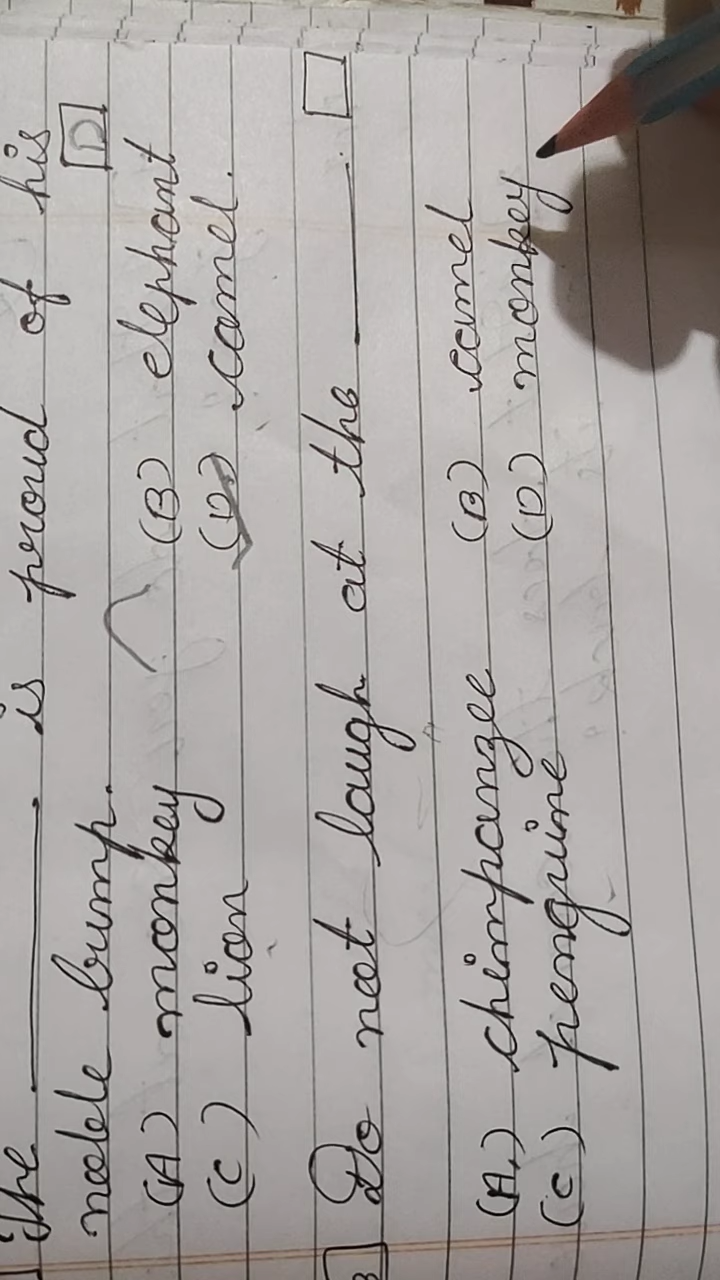 The ______ is proud of his
noble bump. [D]
(A) monkey (B) elephant
(C) lion (D) camel.
Do not laugh at the ______. 
(A) chimpanzee (B) camel
(C) penguine (D) monkey